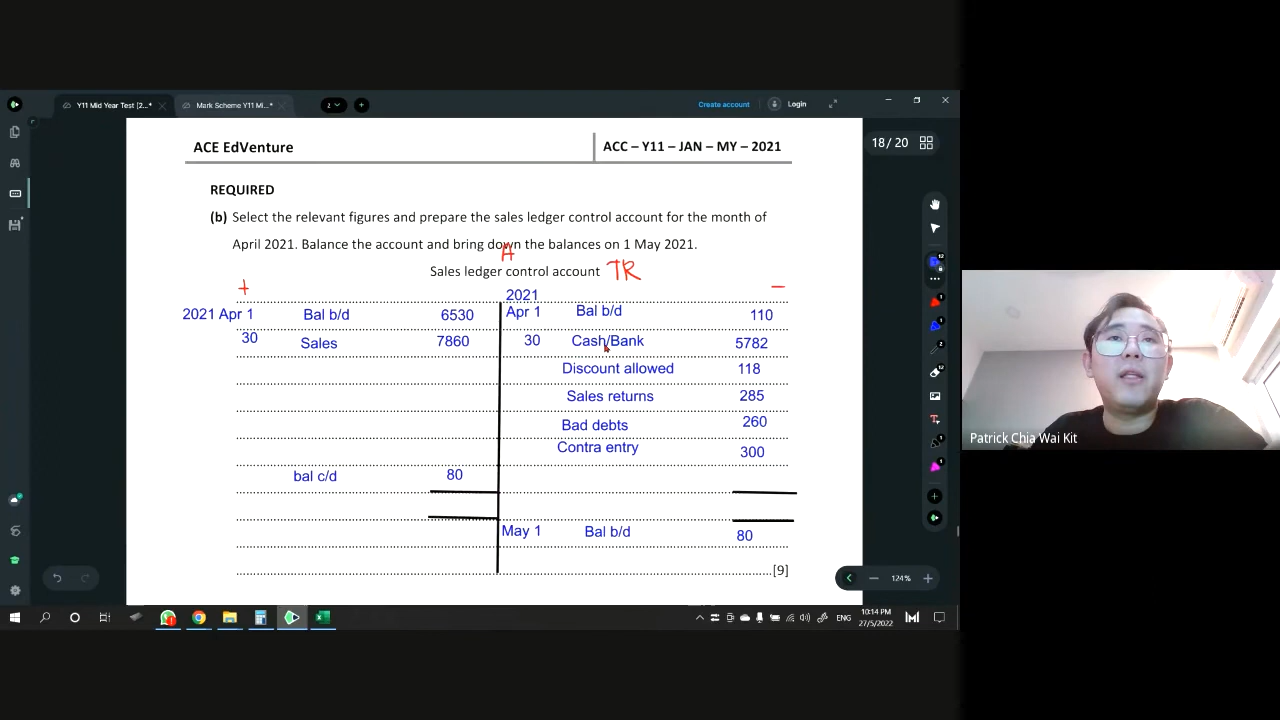 Y11 Mid Year Test [2...*
Mark Scheme Y11 Mi...*
2
Create account
Login
ACE EdVenture
ACC – Y11 – JAN – MY – 2021
18 / 20
REQUIRED
(b) Select the relevant figures and prepare the sales ledger control account for the month of
April 2021. Balance the account and bring down the balances on 1 May 2021.
A
Sales ledger control account TR
+ −
2021
2021 Apr 1 Bal b/d 6530 Apr 1 Bal b/d 110
30 Sales 7860 30 Cash/Bank 5782
Discount allowed 118
Sales returns 285
Bad debts 260
Contra entry 300
bal c/d 80
May 1 Bal b/d 80
[9]
124%
Patrick Chia Wai Kit
ENG
10:14 PM
27/5/2022